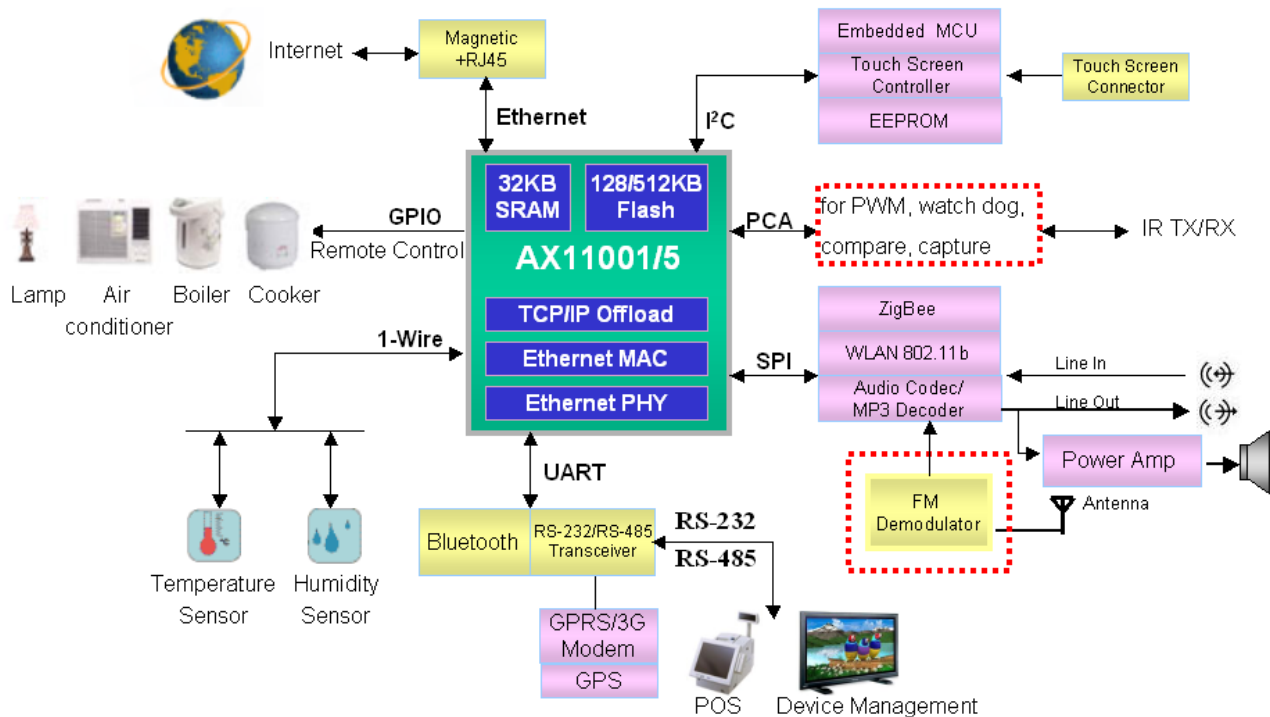 Internet
Magnetic
+RJ45
Ethernet
I²C
Embedded MCU
Touch Screen
Controller
EEPROM
Touch Screen
Connector
32KB
SRAM
128/512KB
Flash
AX11001/5
TCP/IP Offload
Ethernet MAC
Ethernet PHY
GPIO
Remote Control
Lamp
Air
conditioner
Boiler
Cooker
PCA
for PWM, watch dog,
compare, capture
IR TX/RX
1-Wire
SPI
ZigBee
WLAN 802.11b
Audio Codec/
MP3 Decoder
Line In
Line Out
Power Amp
FM
Demodulator
Antenna
Temperature
Sensor
Humidity
Sensor
UART
Bluetooth
RS-232/RS-485
Transceiver
RS-232
RS-485
GPRS/3G
Modem
GPS
POS
Device Management